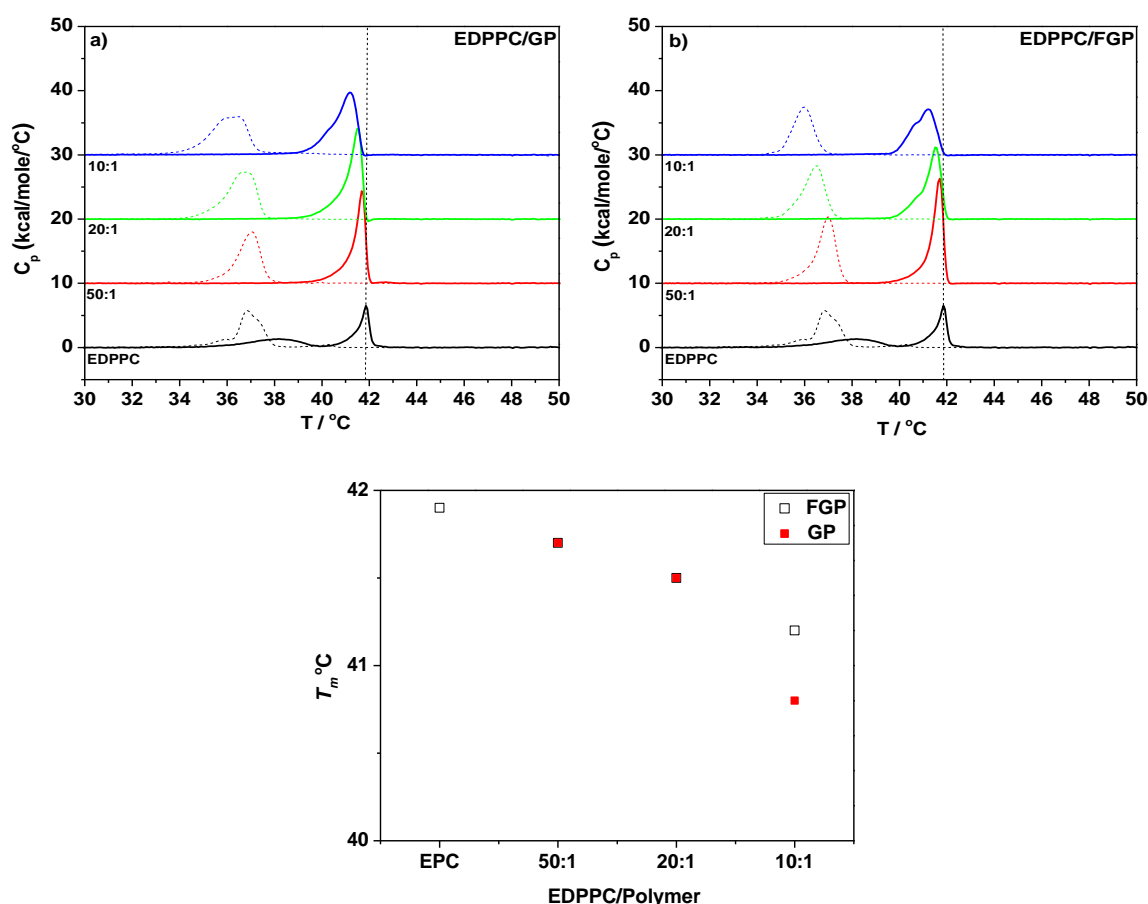 a)
EDPPC/GP
50
40
30
20
10
0
C_p (kcal/mole/°C)
10:1
20:1
50:1
EDPPC
30 32 34 36 38 40 42 44 46 48 50
T / °C
b)
EDPPC/FGP
50
40
30
20
10
0
C_p (kcal/mole/°C)
10:1
20:1
50:1
EDPPC
30 32 34 36 38 40 42 44 46 48 50
T / °C
42
41
40
T_m °C
FGP
GP
EPC 50:1 20:1 10:1
EDPPC/Polymer